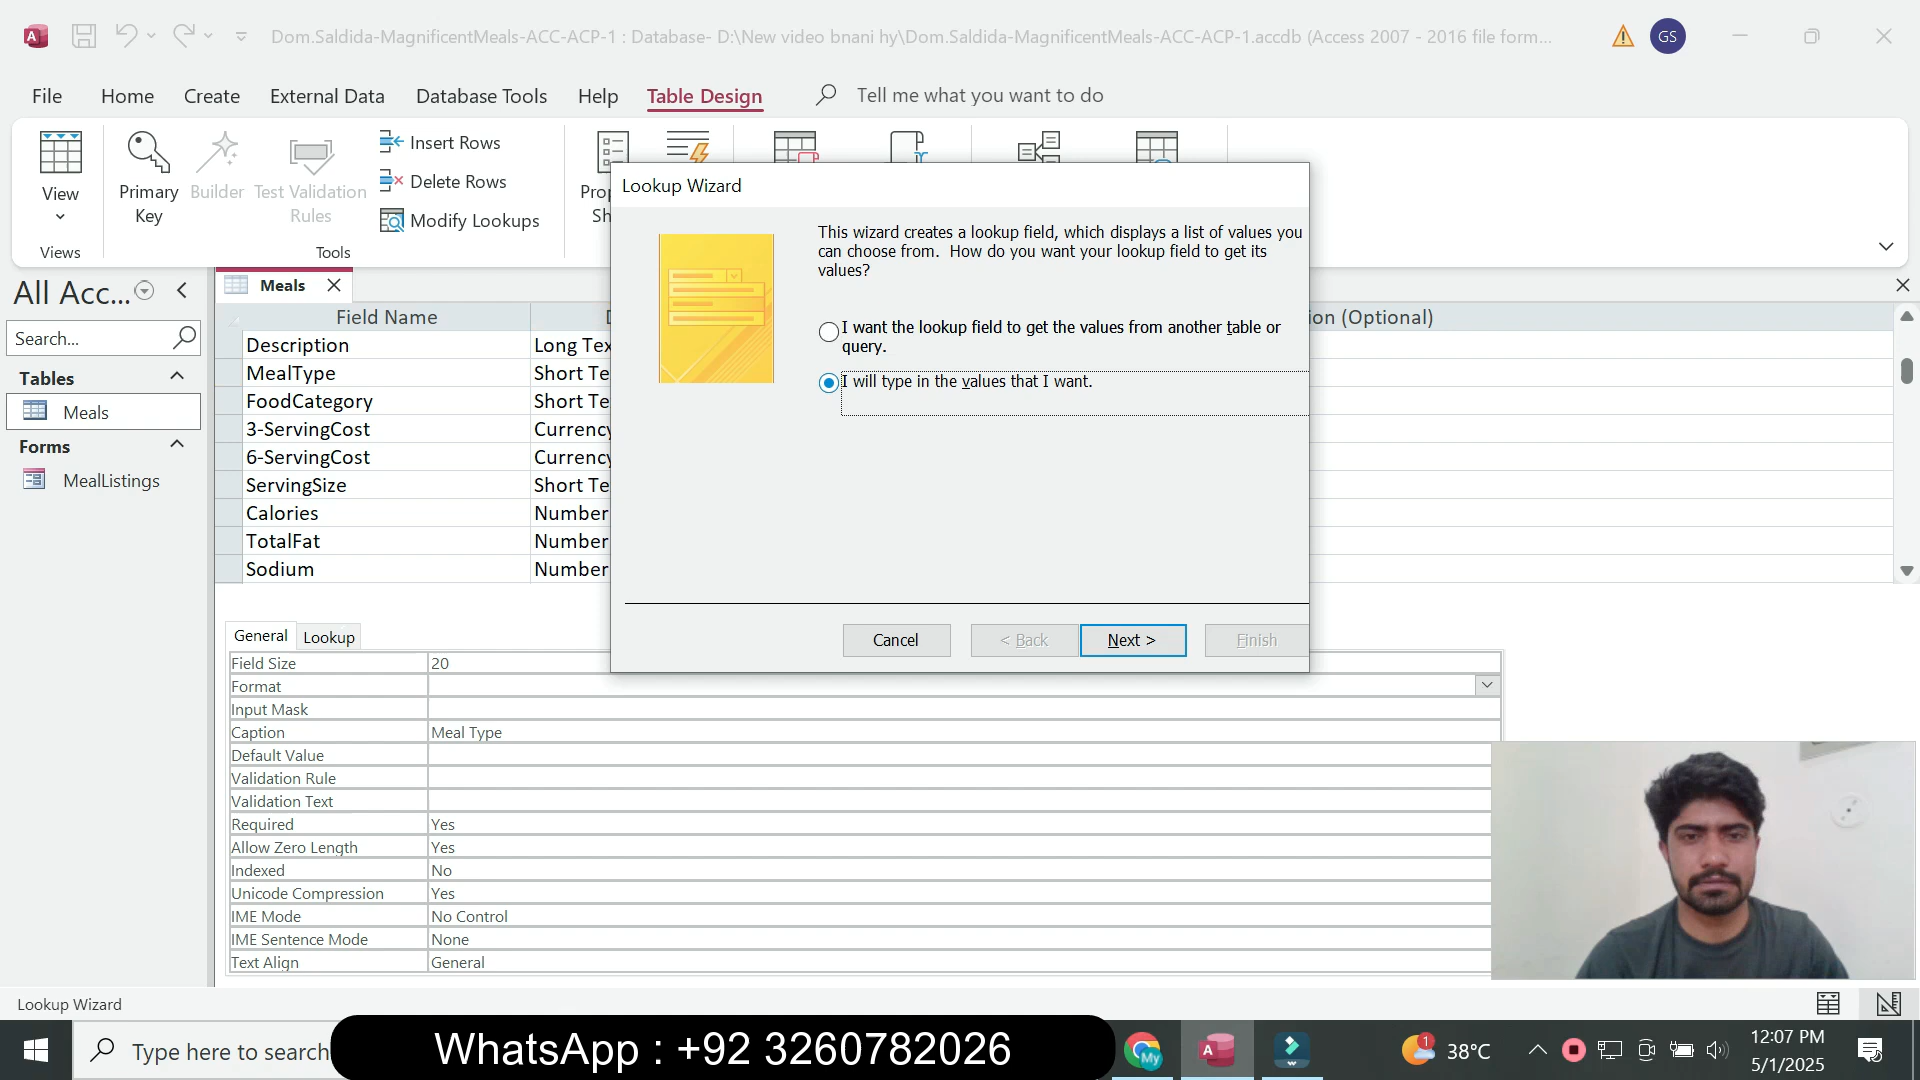 Dom.Saldida-MagnificentMeals-ACC-ACP-1 : Database- D:\New video bnani hy\Dom.Saldida-MagnificentMeals-ACC-ACP-1.accdb (Access 2007 - 2016 file form...
GS
File Home Create External Data Database Tools Help Table Design Tell me what you want to do
View
Primary Key
Builder
Test Validation Rules
Insert Rows
Delete Rows
Modify Lookups
Views
Tools
Lookup Wizard
This wizard creates a lookup field, which displays a list of values you
can choose from. How do you want your lookup field to get its
values?
I want the lookup field to get the values from another table or
query.
I will type in the values that I want.
Cancel < Back Next > Finish
All Acc...
Search...
Tables
Meals
Forms
MealListings
Meals
Field Name
ion (Optional)
Description Long Tex
MealType Short Te
FoodCategory Short Te
3-ServingCost Currency
6-ServingCost Currency
ServingSize Short Te
Calories Number
TotalFat Number
Sodium Number
General Lookup
Field Size 20
Format
Input Mask
Caption Meal Type
Default Value
Validation Rule
Validation Text
Required Yes
Allow Zero Length Yes
Indexed No
Unicode Compression Yes
IME Mode No Control
IME Sentence Mode None
Text Align General
Lookup Wizard
Type here to search
WhatsApp : +92 3260782026
My
A
1
38°C
12:07 PM
5/1/2025